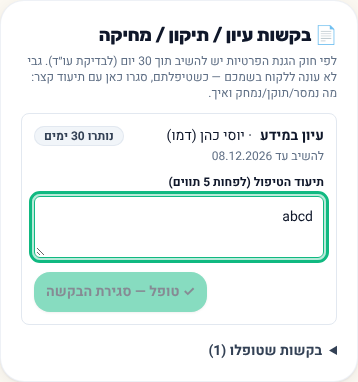 📄 בקשות עיון / תיקון / מחיקה
לפי חוק הגנת הפרטיות יש להשיב תוך 30 יום (לבדיקת עו״ד). גבי
לא עונה ללקוח בשמכם — כשטיפלתם, סגרו כאן עם תיעוד קצר:
מה נמסר/תוקן/נמחק ואיך.
עיון במידע · יוסי כהן (דמו) נותרו 30 ימים
להשיב עד 08.12.2026
תיעוד הטיפול (לפחות 5 תווים)
abcd
✓ טופל — סגירת הבקשה
◀ בקשות שטופלו (1)